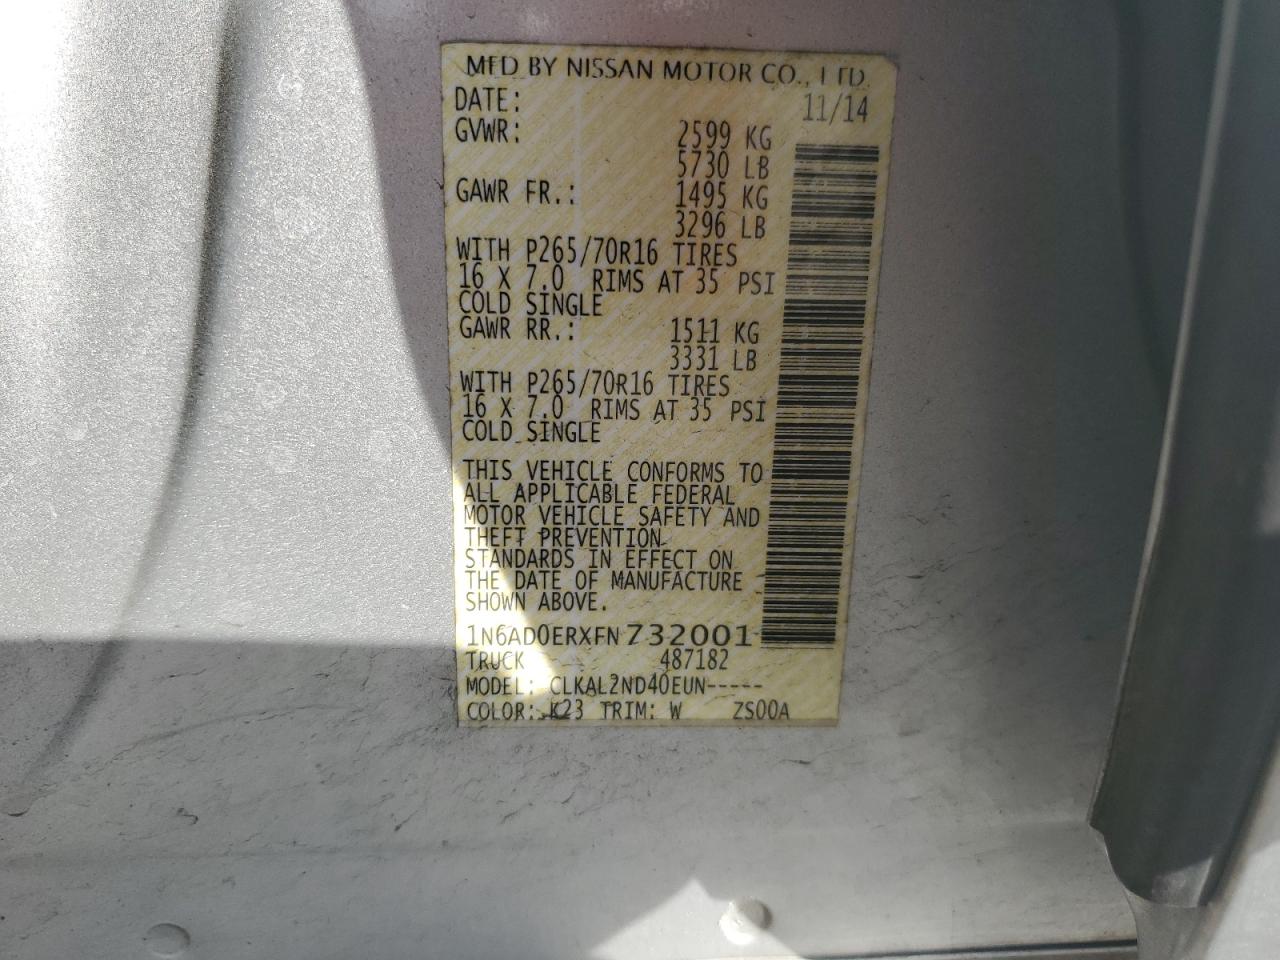 MFD BY NISSAN MOTOR CO., LTD.
DATE: 11/14
GVWR: 2599 KG
5730 LB
GAWR FR.: 1495 KG
3296 LB
WITH P265/70R16 TIRES
16 X 7.0 RIMS AT 35 PSI
COLD SINGLE
GAWR RR.: 1511 KG
3331 LB
WITH P265/70R16 TIRES
16 X 7.0 RIMS AT 35 PSI
COLD SINGLE
THIS VEHICLE CONFORMS TO
ALL APPLICABLE FEDERAL
MOTOR VEHICLE SAFETY AND
THEFT PREVENTION
STANDARDS IN EFFECT ON
THE DATE OF MANUFACTURE
SHOWN ABOVE.
1N6AD0ERXFN732001
TRUCK 487182
MODEL: CLKAL2ND40EUN-----
COLOR: K23 TRIM: W ZS00A